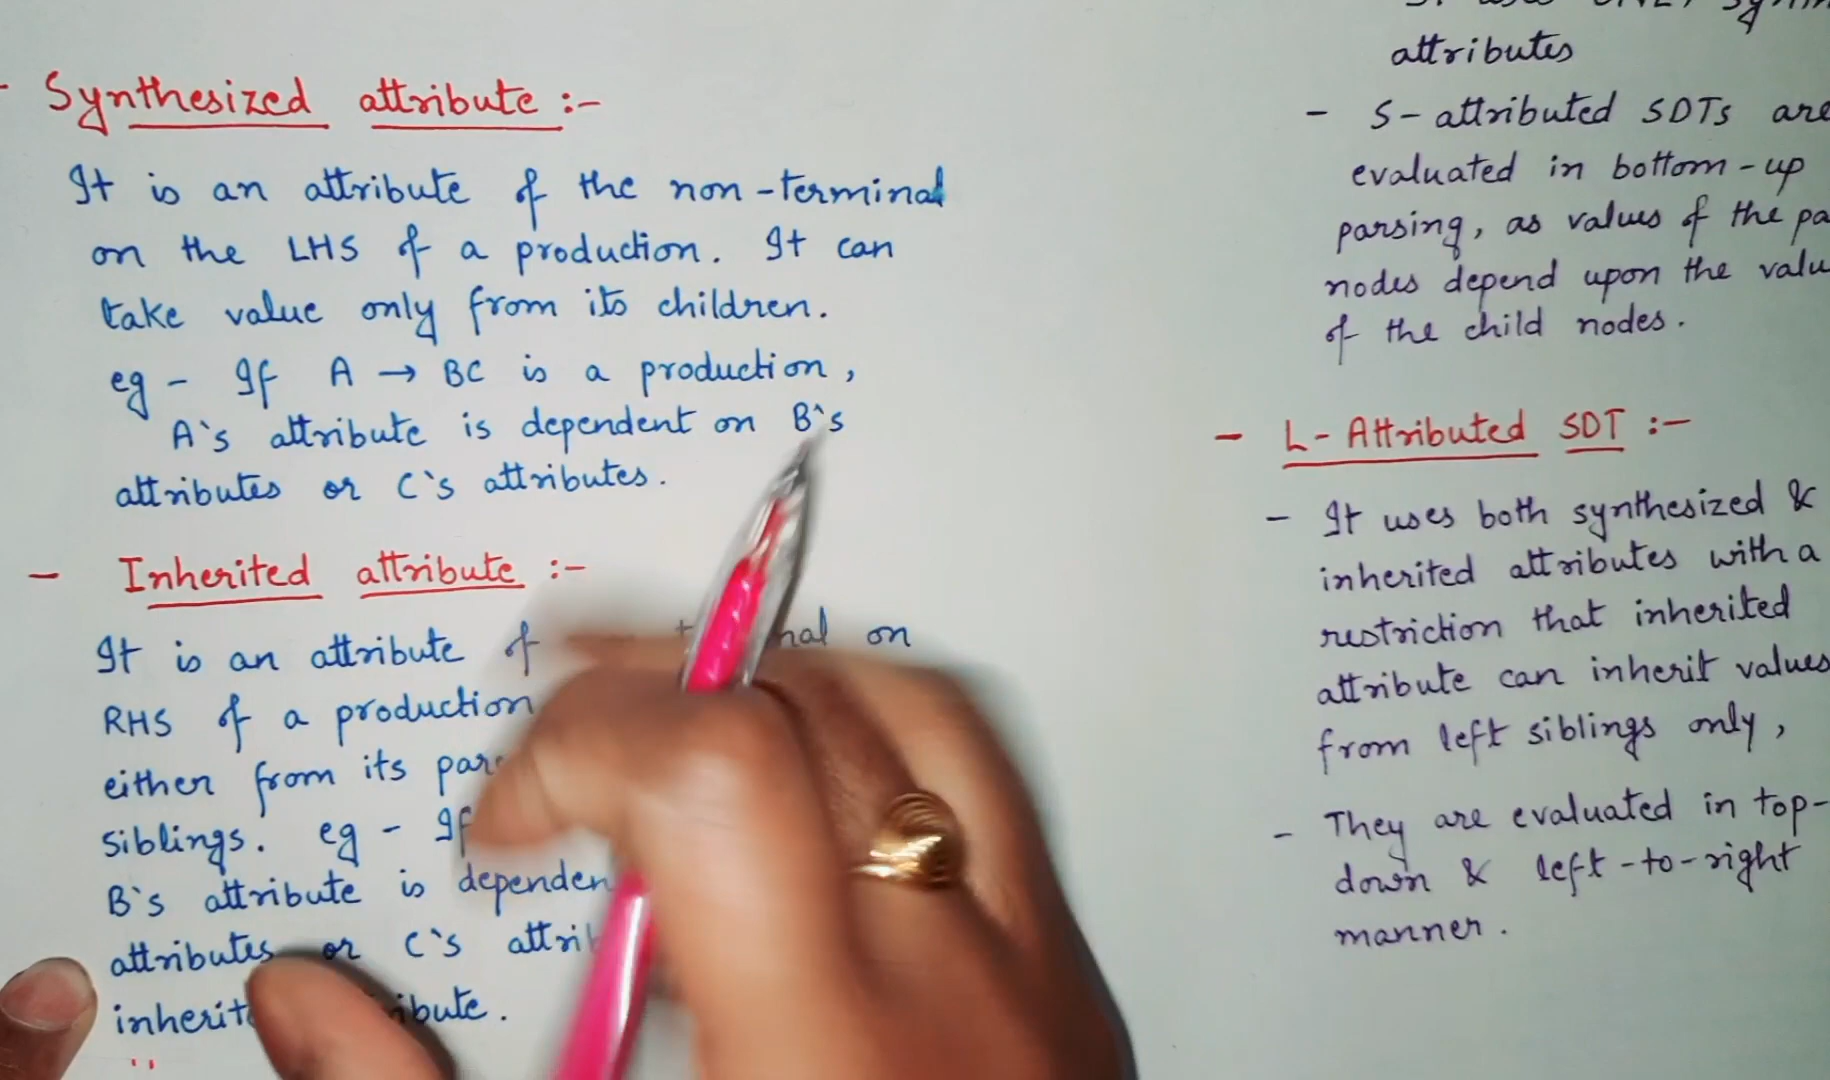 - Synthesized attribute :-
It is an attribute of the non-terminal
on the LHS of a production. It can
take value only from its children.
eg - If A → BC is a production,
A's attribute is dependent on B's
attributes or C's attributes.
- Inherited attribute :-
It is an attribute of on
RHS of a production
either from its
siblings. eg - If
B's attribute is
attributes or C's
attribute.
attributes
- S-attributed SDTs are
evaluated in bottom-up
parsing, as values of the
nodes depend upon the
of the child nodes.
- L-Attributed SDT :-
- It uses both synthesized &
inherited attributes with a
restriction that inherited
attribute can inherit values
from left siblings only,
- They are evaluated in top-
down & left-to-right
manner.